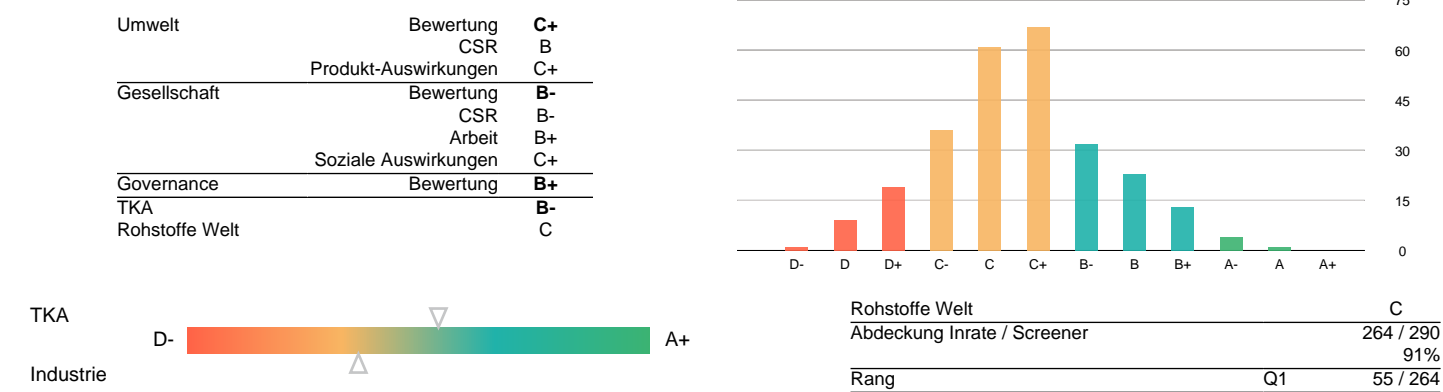 Umwelt Bewertung C+
CSR B
Produkt-Auswirkungen C+
Gesellschaft Bewertung B-
CSR B-
Arbeit B+
Soziale Auswirkungen C+
Governance Bewertung B+
TKA B-
Rohstoffe Welt C
75
60
45
30
15
0
D- D D+ C- C C+ B- B B+ A- A A+
TKA
D- A+
Industrie
Rohstoffe Welt C
Abdeckung Inrate / Screener 264 / 290
91%
Rang Q1 55 / 264